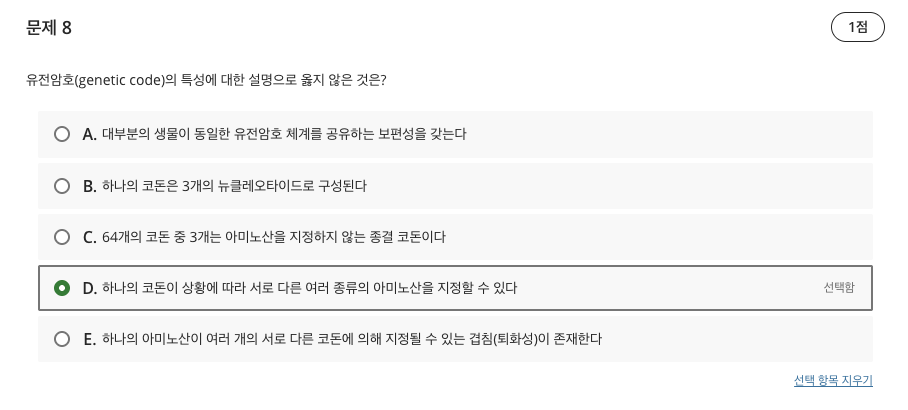 문제 8
1점
유전암호(genetic code)의 특성에 대한 설명으로 옳지 않은 것은?
A. 대부분의 생물이 동일한 유전암호 체계를 공유하는 보편성을 갖는다
B. 하나의 코돈은 3개의 뉴클레오타이드로 구성된다
C. 64개의 코돈 중 3개는 아미노산을 지정하지 않는 종결 코돈이다
D. 하나의 코돈이 상황에 따라 서로 다른 여러 종류의 아미노산을 지정할 수 있다
선택함
E. 하나의 아미노산이 여러 개의 서로 다른 코돈에 의해 지정될 수 있는 겹침(퇴화성)이 존재한다
선택 항목 지우기